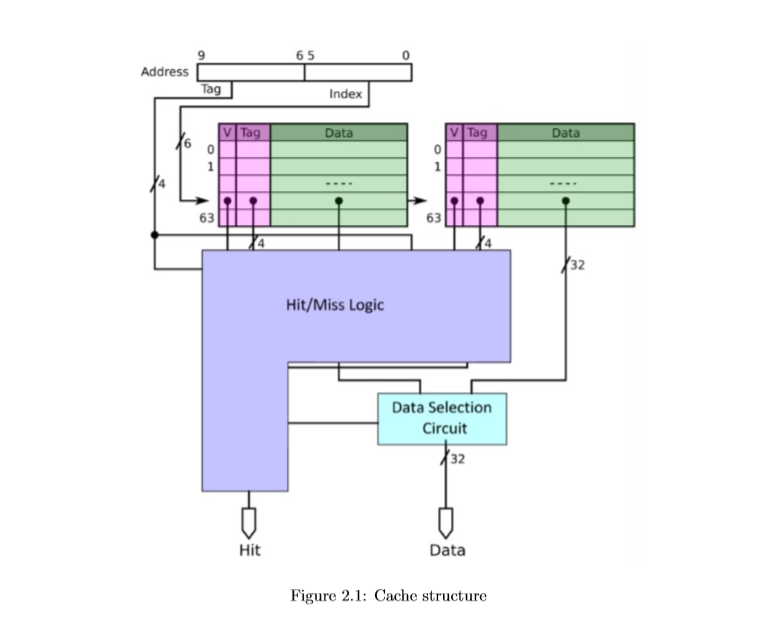 9 6 5 0
Address
Tag Index
V Tag Data V Tag Data
6 0 0
1 1
4 ---- ----
63 63
4 4
32
Hit/Miss Logic
Data Selection
Circuit
32
Hit Data
Figure 2.1: Cache structure